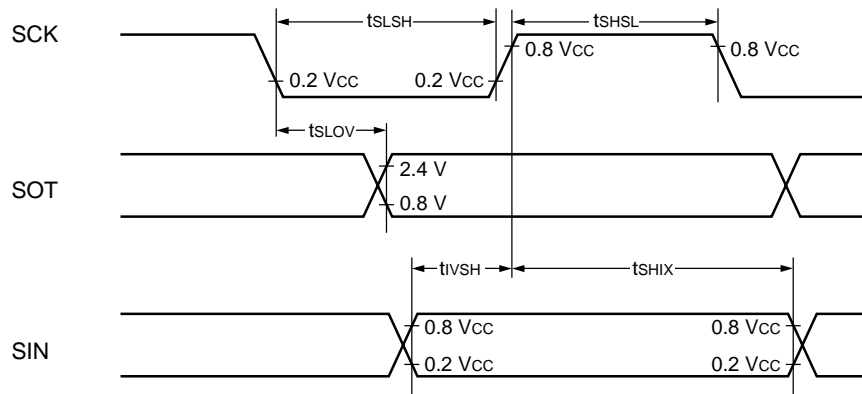 tSLSH
tSHSL
SCK
0.8 VCC
0.8 VCC
0.2 VCC
0.2 VCC
tSLOV
SOT
2.4 V
0.8 V
tIVSH
tSHIX
SIN
0.8 VCC
0.8 VCC
0.2 VCC
0.2 VCC